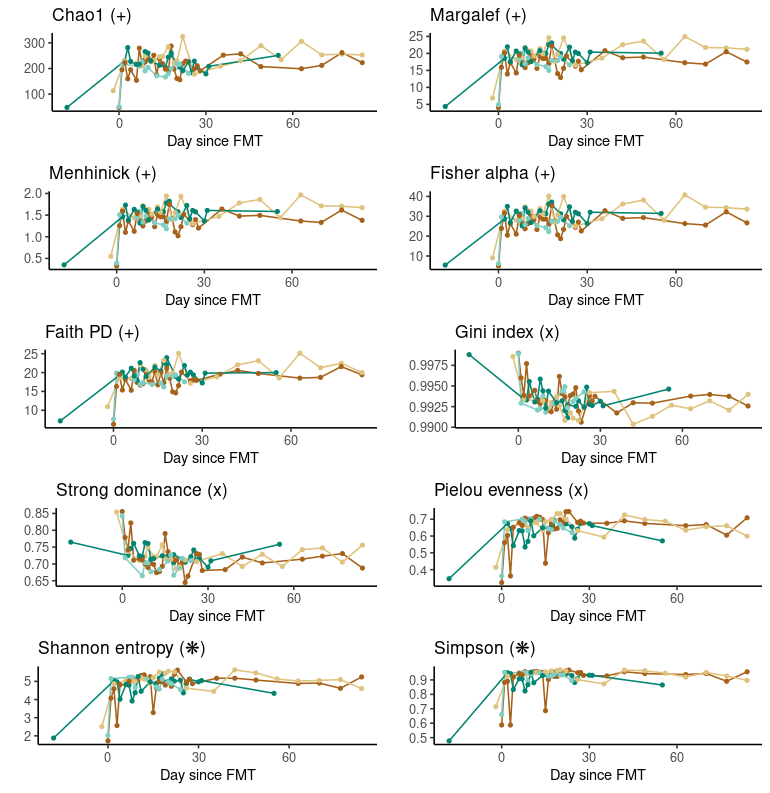 Chao1 (+)
300
200
100
0 30 60
Day since FMT
Margalef (+)
25
20
15
10
5
0 30 60
Day since FMT
Menhinick (+)
2.0
1.5
1.0
0.5
0 30 60
Day since FMT
Fisher alpha (+)
40
30
20
10
0 30 60
Day since FMT
Faith PD (+)
25
20
15
10
0 30 60
Day since FMT
Gini index (x)
0.9975
0.9950
0.9925
0.9900
0 30 60
Day since FMT
Strong dominance (x)
0.85
0.80
0.75
0.70
0.65
0 30 60
Day since FMT
Pielou evenness (x)
0.7
0.6
0.5
0.4
0 30 60
Day since FMT
Shannon entropy (❋)
5
4
3
2
0 30 60
Day since FMT
Simpson (❋)
0.9
0.8
0.7
0.6
0.5
0 30 60
Day since FMT